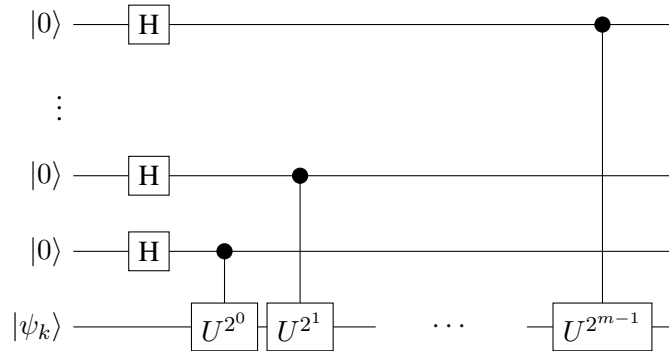 |0⟩ H
⋮
|0⟩ H
|0⟩ H
|ψ_k⟩ U^{2^0} U^{2^1} ⋯ U^{2^{m−1}}